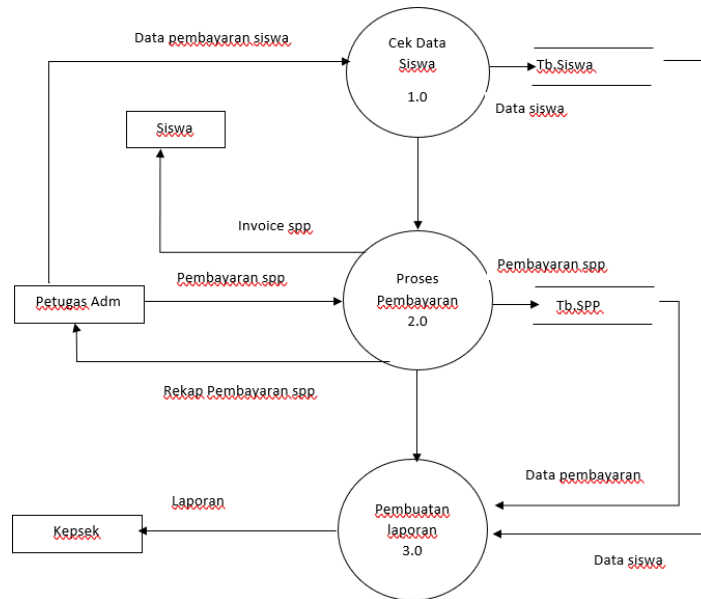 Data pembayaran siswa
Cek Data
Siswa
1.0
Tb.Siswa
Data siswa
Siswa
Invoice spp
Pembayaran spp
Petugas Adm
Proses
Pembayaran
2.0
Pembayaran spp
Tb.SPP
Rekap Pembayaran spp
Data pembayaran
Laporan
Kepsek
Pembuatan
laporan
3.0
Data siswa